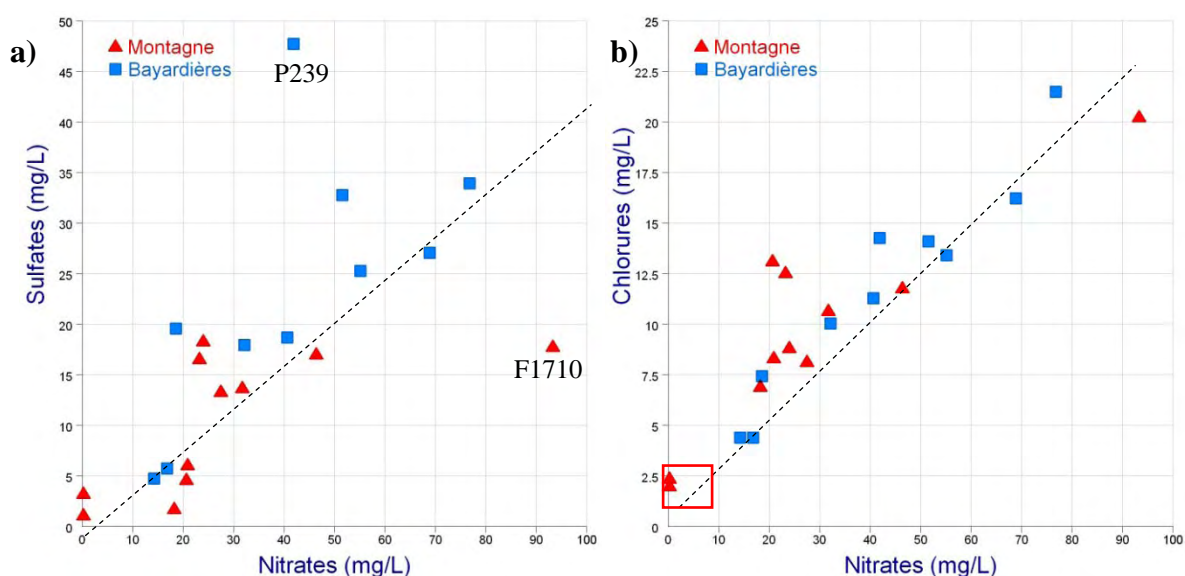 a)
Montagne
Bayardières
P239
F1710
Sulfates (mg/L)
50
45
40
35
30
25
20
15
10
5
0
0 10 20 30 40 50 60 70 80 90 100
Nitrates (mg/L)
b)
Montagne
Bayardières
Chlorures (mg/L)
25
22.5
20
17.5
15
12.5
10
7.5
5
2.5
0
0 10 20 30 40 50 60 70 80 90 100
Nitrates (mg/L)